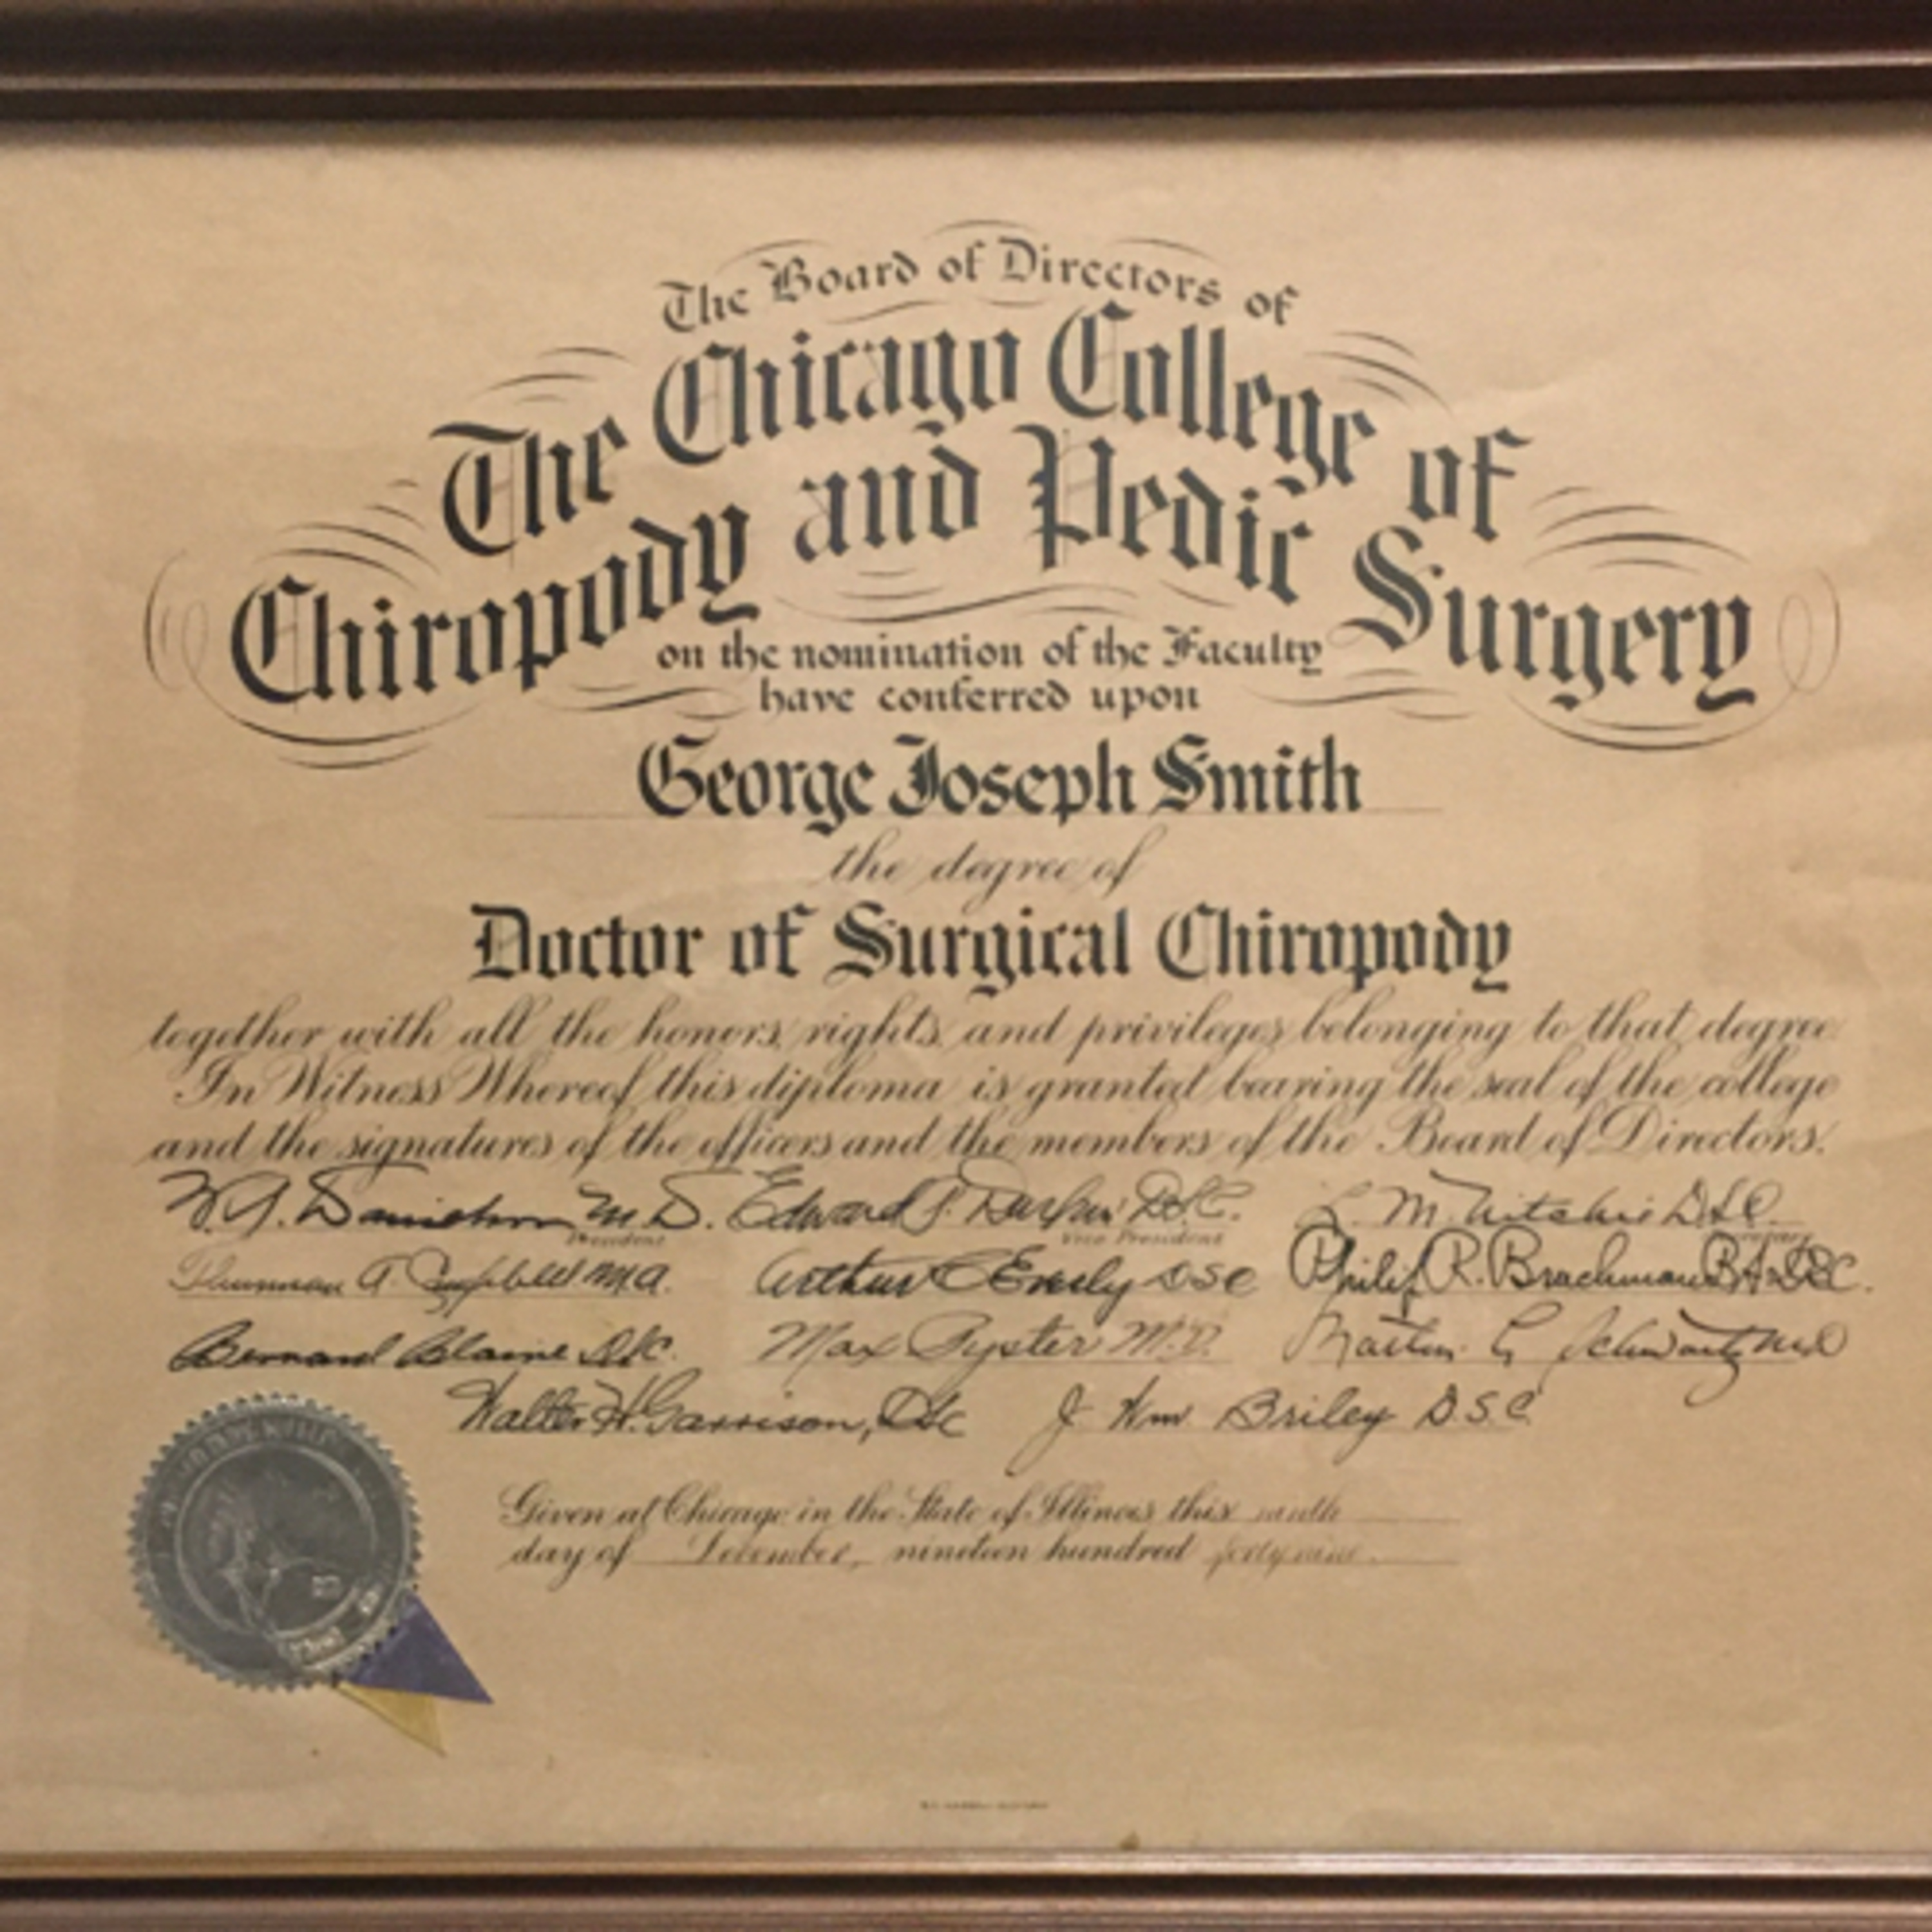 The Board of Directors of
The Chicago College of
Chiropody and Pedic Surgery
on the nomination of the Faculty
have conferred upon
George Joseph Smith
the degree of
Doctor of Surgical Chiropody
together with all the honors, rights, and privileges belonging to that degree.
In Witness Whereof this diploma is granted bearing the seal of the college
and the signatures of the officers and the members of the Board of Directors.
M.D. Edward D.S.C. L. M. D.S.C.
President Vice President Secretary
A. Campbell M.A. Arthur C. D.S.C. Philip R. Brachman B.A. D.S.C.
Bernard Blaine D.S.C. Max M.D. Martin Schwartz M.D.
Walter H. Garrison, D.S.C. J. Wm Briley D.S.C.
Given at Chicago in the State of Illinois this ninth
day of December, nineteen hundred forty nine.